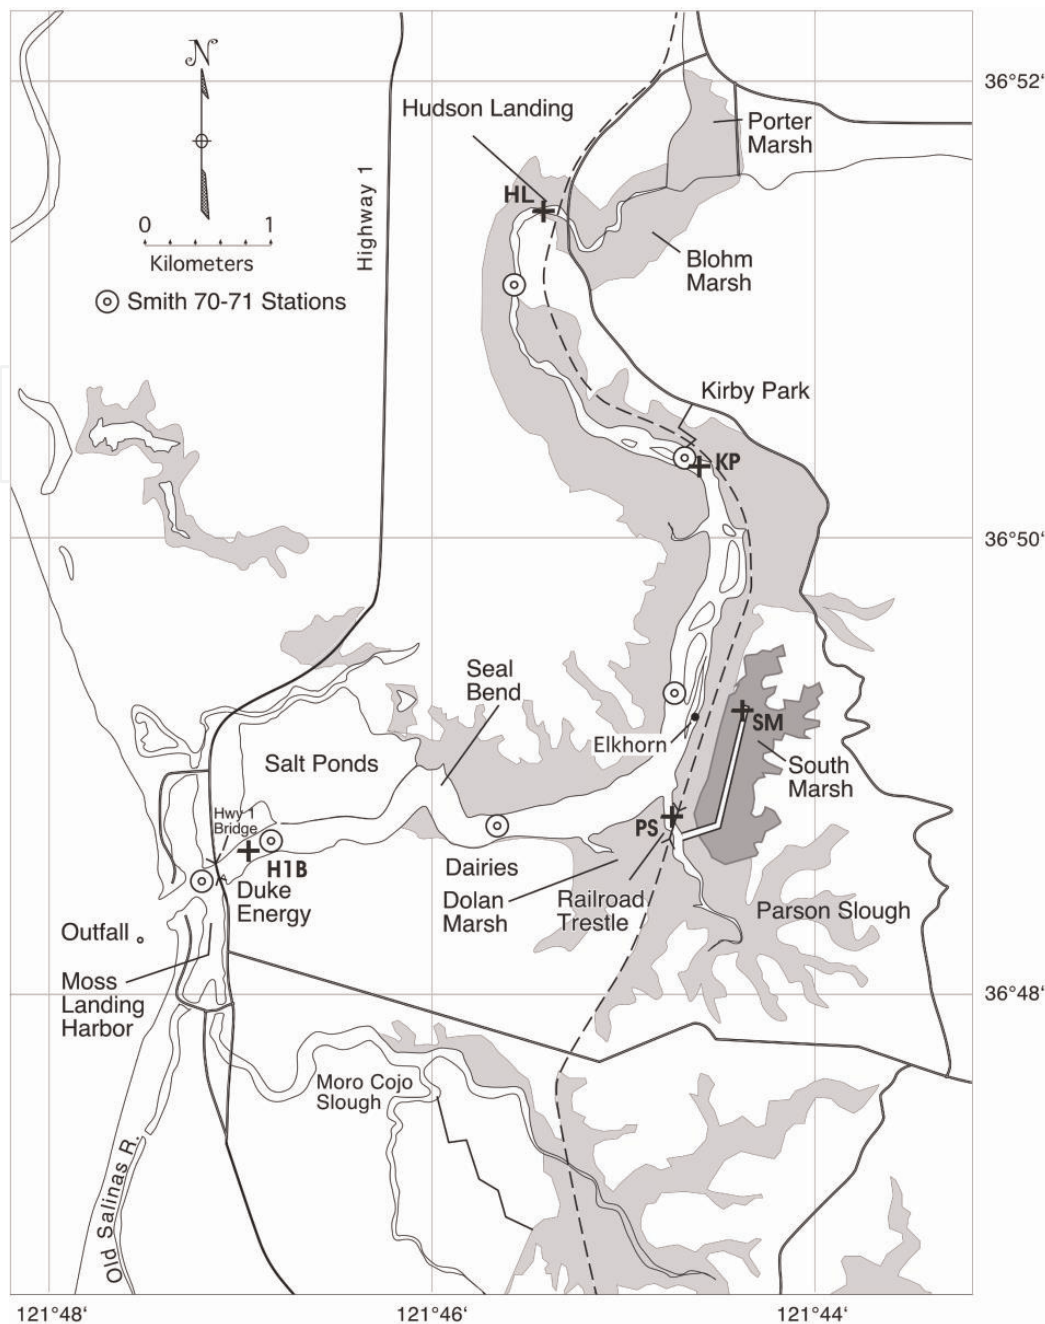 N
36°52‘
Hudson Landing
Porter
Marsh
Highway 1
HL
0
1
Kilometers
Blohm
Marsh
Smith 70-71 Stations
Kirby Park
KP
36°50‘
Seal
Bend
SM
Elkhorn
Salt Ponds
South
Marsh
Hwy 1
Bridge
PS
H1B
Dairies
Duke
Energy
Dolan
Marsh
Railroad
Trestle
Parson Slough
Outfall
Moss
Landing
Harbor
36°48‘
Moro Cojo
Slough
Old Salinas R.
121°48‘
121°46‘
121°44‘